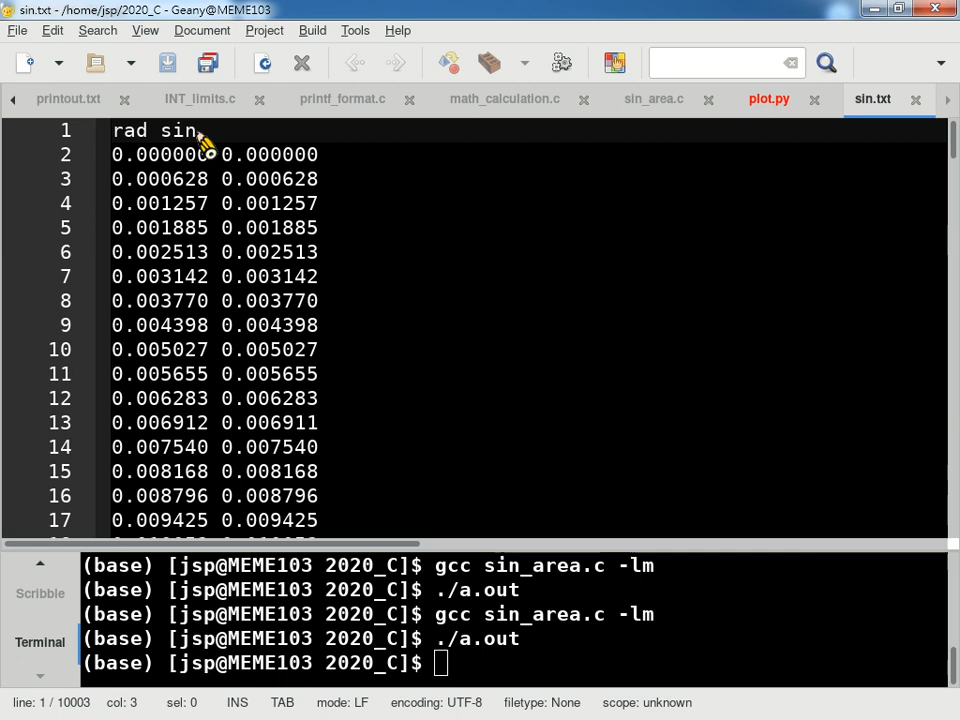 sin.txt - /home/jsp/2020_C - Geany@MEME103
File Edit Search View Document Project Build Tools Help
printout.txt INT_limits.c printf_format.c math_calculation.c sin_area.c plot.py sin.txt
1 rad sin
2 0.000000 0.000000
3 0.000628 0.000628
4 0.001257 0.001257
5 0.001885 0.001885
6 0.002513 0.002513
7 0.003142 0.003142
8 0.003770 0.003770
9 0.004398 0.004398
10 0.005027 0.005027
11 0.005655 0.005655
12 0.006283 0.006283
13 0.006912 0.006911
14 0.007540 0.007540
15 0.008168 0.008168
16 0.008796 0.008796
17 0.009425 0.009425
(base) [jsp@MEME103 2020_C]$ gcc sin_area.c -lm
Scribble
(base) [jsp@MEME103 2020_C]$ ./a.out
(base) [jsp@MEME103 2020_C]$ gcc sin_area.c -lm
Terminal
(base) [jsp@MEME103 2020_C]$ ./a.out
(base) [jsp@MEME103 2020_C]$
line: 1 / 10003 col: 3 sel: 0 INS TAB mode: LF encoding: UTF-8 filetype: None scope: unknown